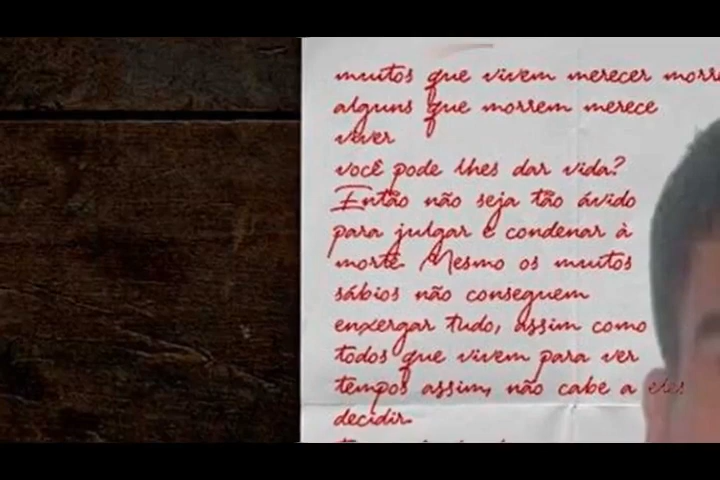 muitos que vivem merecer morre
alguns que morrem merece
viver
você pode lhes dar vida?
Então não seja tão ávido
para julgar e condenar à
morte. Mesmo os muitos
sábios não conseguem
enxergar tudo, assim como
todos que vivem para ver
tempos assim, não cabe a eles
decidir.